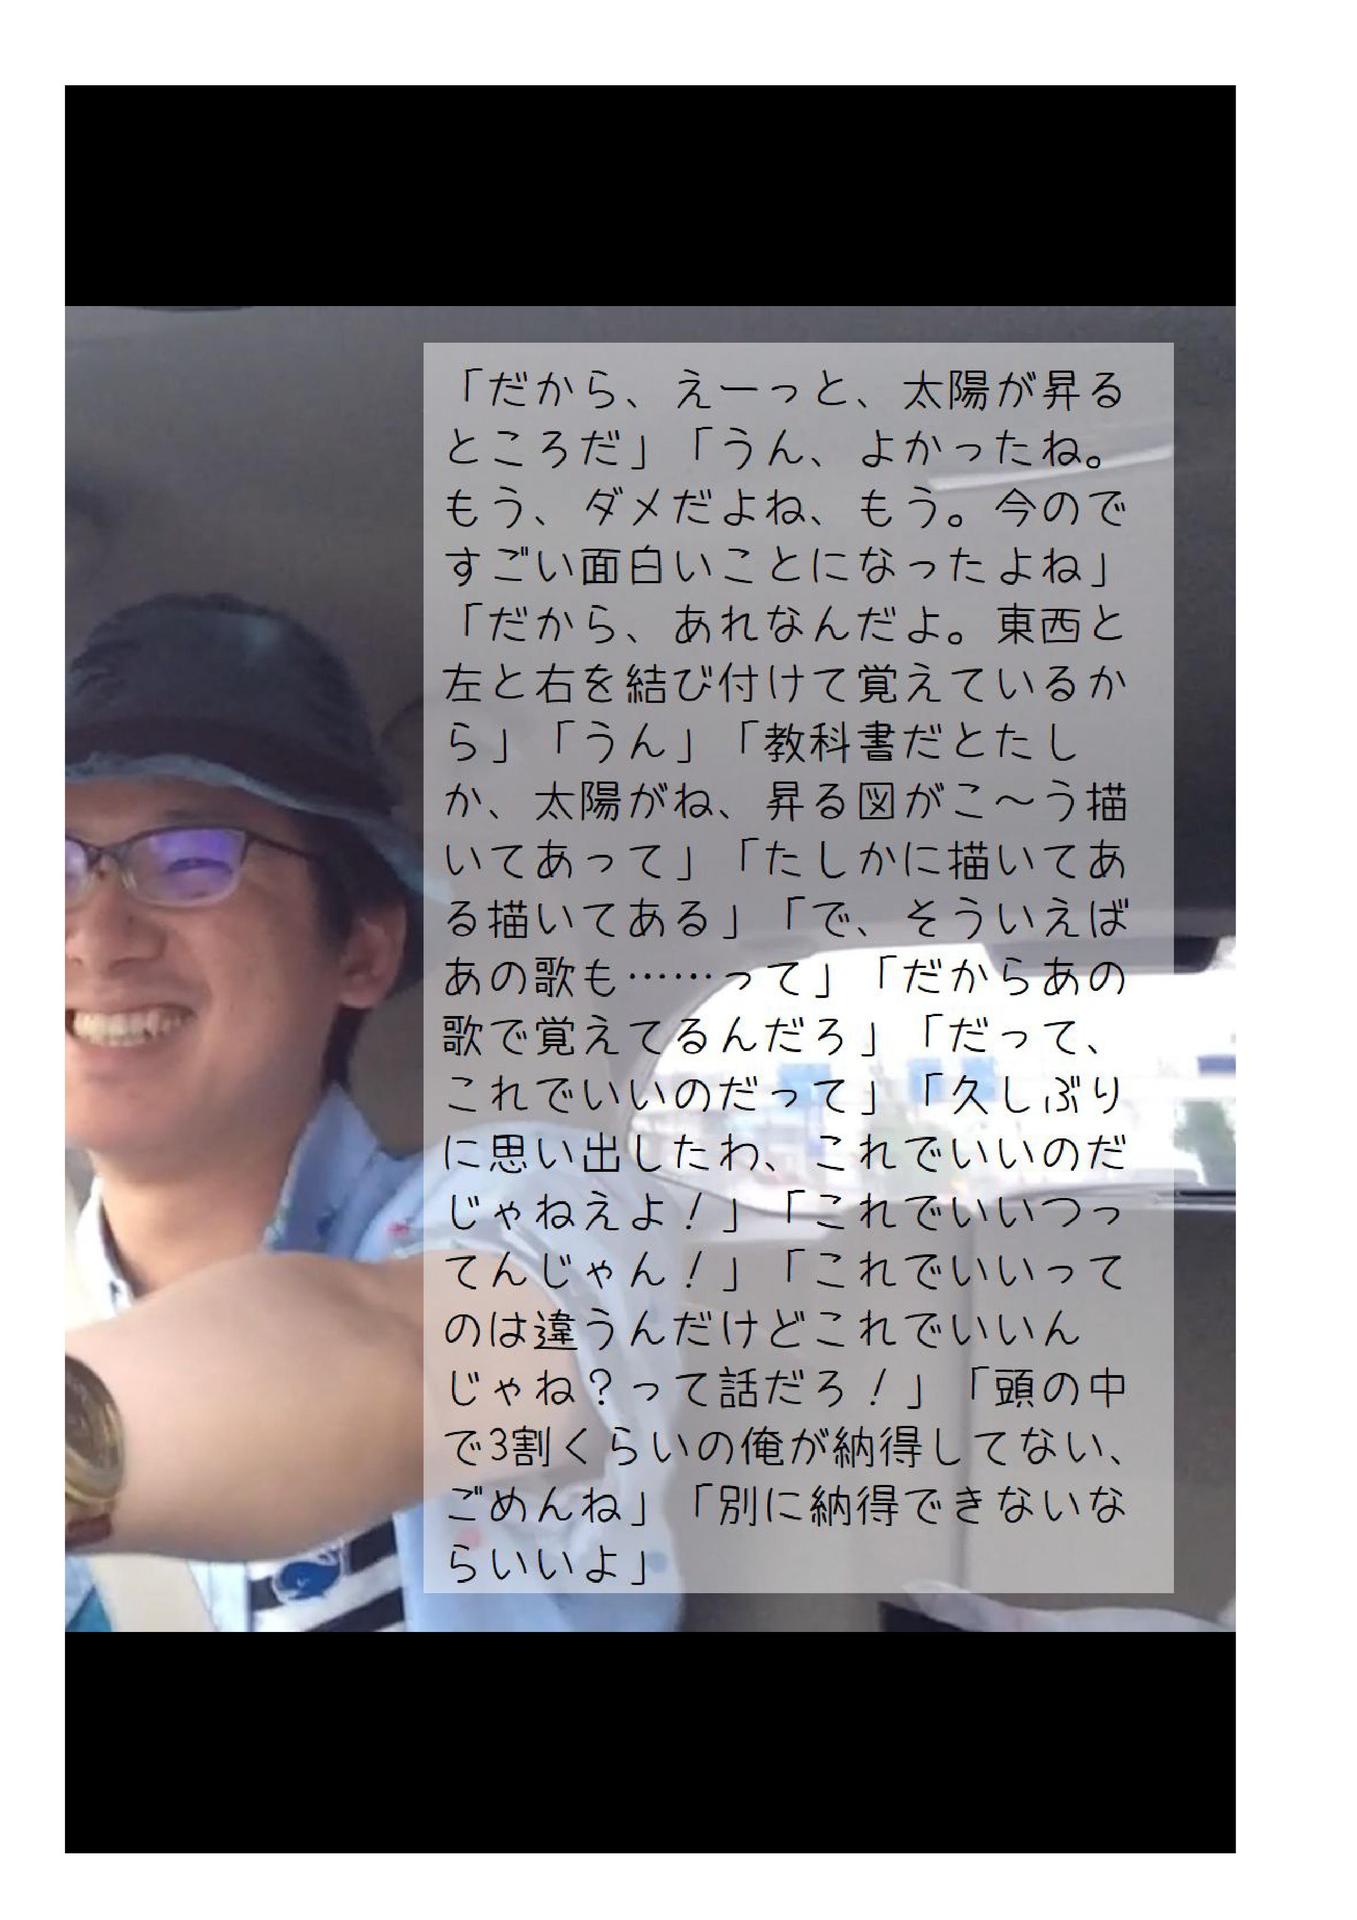 「だから、えーっと、太陽が昇る
ところだ」「うん、よかったね。
もう、ダメだよね、もう。今ので
すごい面白いことになったよね」
「だから、あれなんだよ。東西と
左と右を結び付けて覚えているか
ら」「うん」「教科書だとたし
か、太陽がね、昇る図がこ～う描
いてあって」「たしかに描いてあ
る描いてある」「で、そういえば
あの歌も……って」「だからあの
歌で覚えてるんだろ」「だって、
これでいいのだって」「久しぶり
に思い出したわ、これでいいのだ
じゃねえよ！」「これでいいつっ
てんじゃん！」「これでいいって
のは違うんだけどこれでいいん
じゃね？って話だろ！」「頭の中
で3割くらいの俺が納得してない、
ごめんね」「別に納得できないな
らいいよ」